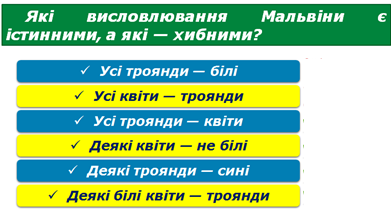 Які висловлювання Мальвіни є
істинними, а які — хибними?
✓ Усі троянди — білі
✓ Усі квіти — троянди
✓ Усі троянди — квіти
✓ Деякі квіти — не білі
✓ Деякі троянди — сині
✓ Деякі білі квіти — троянди